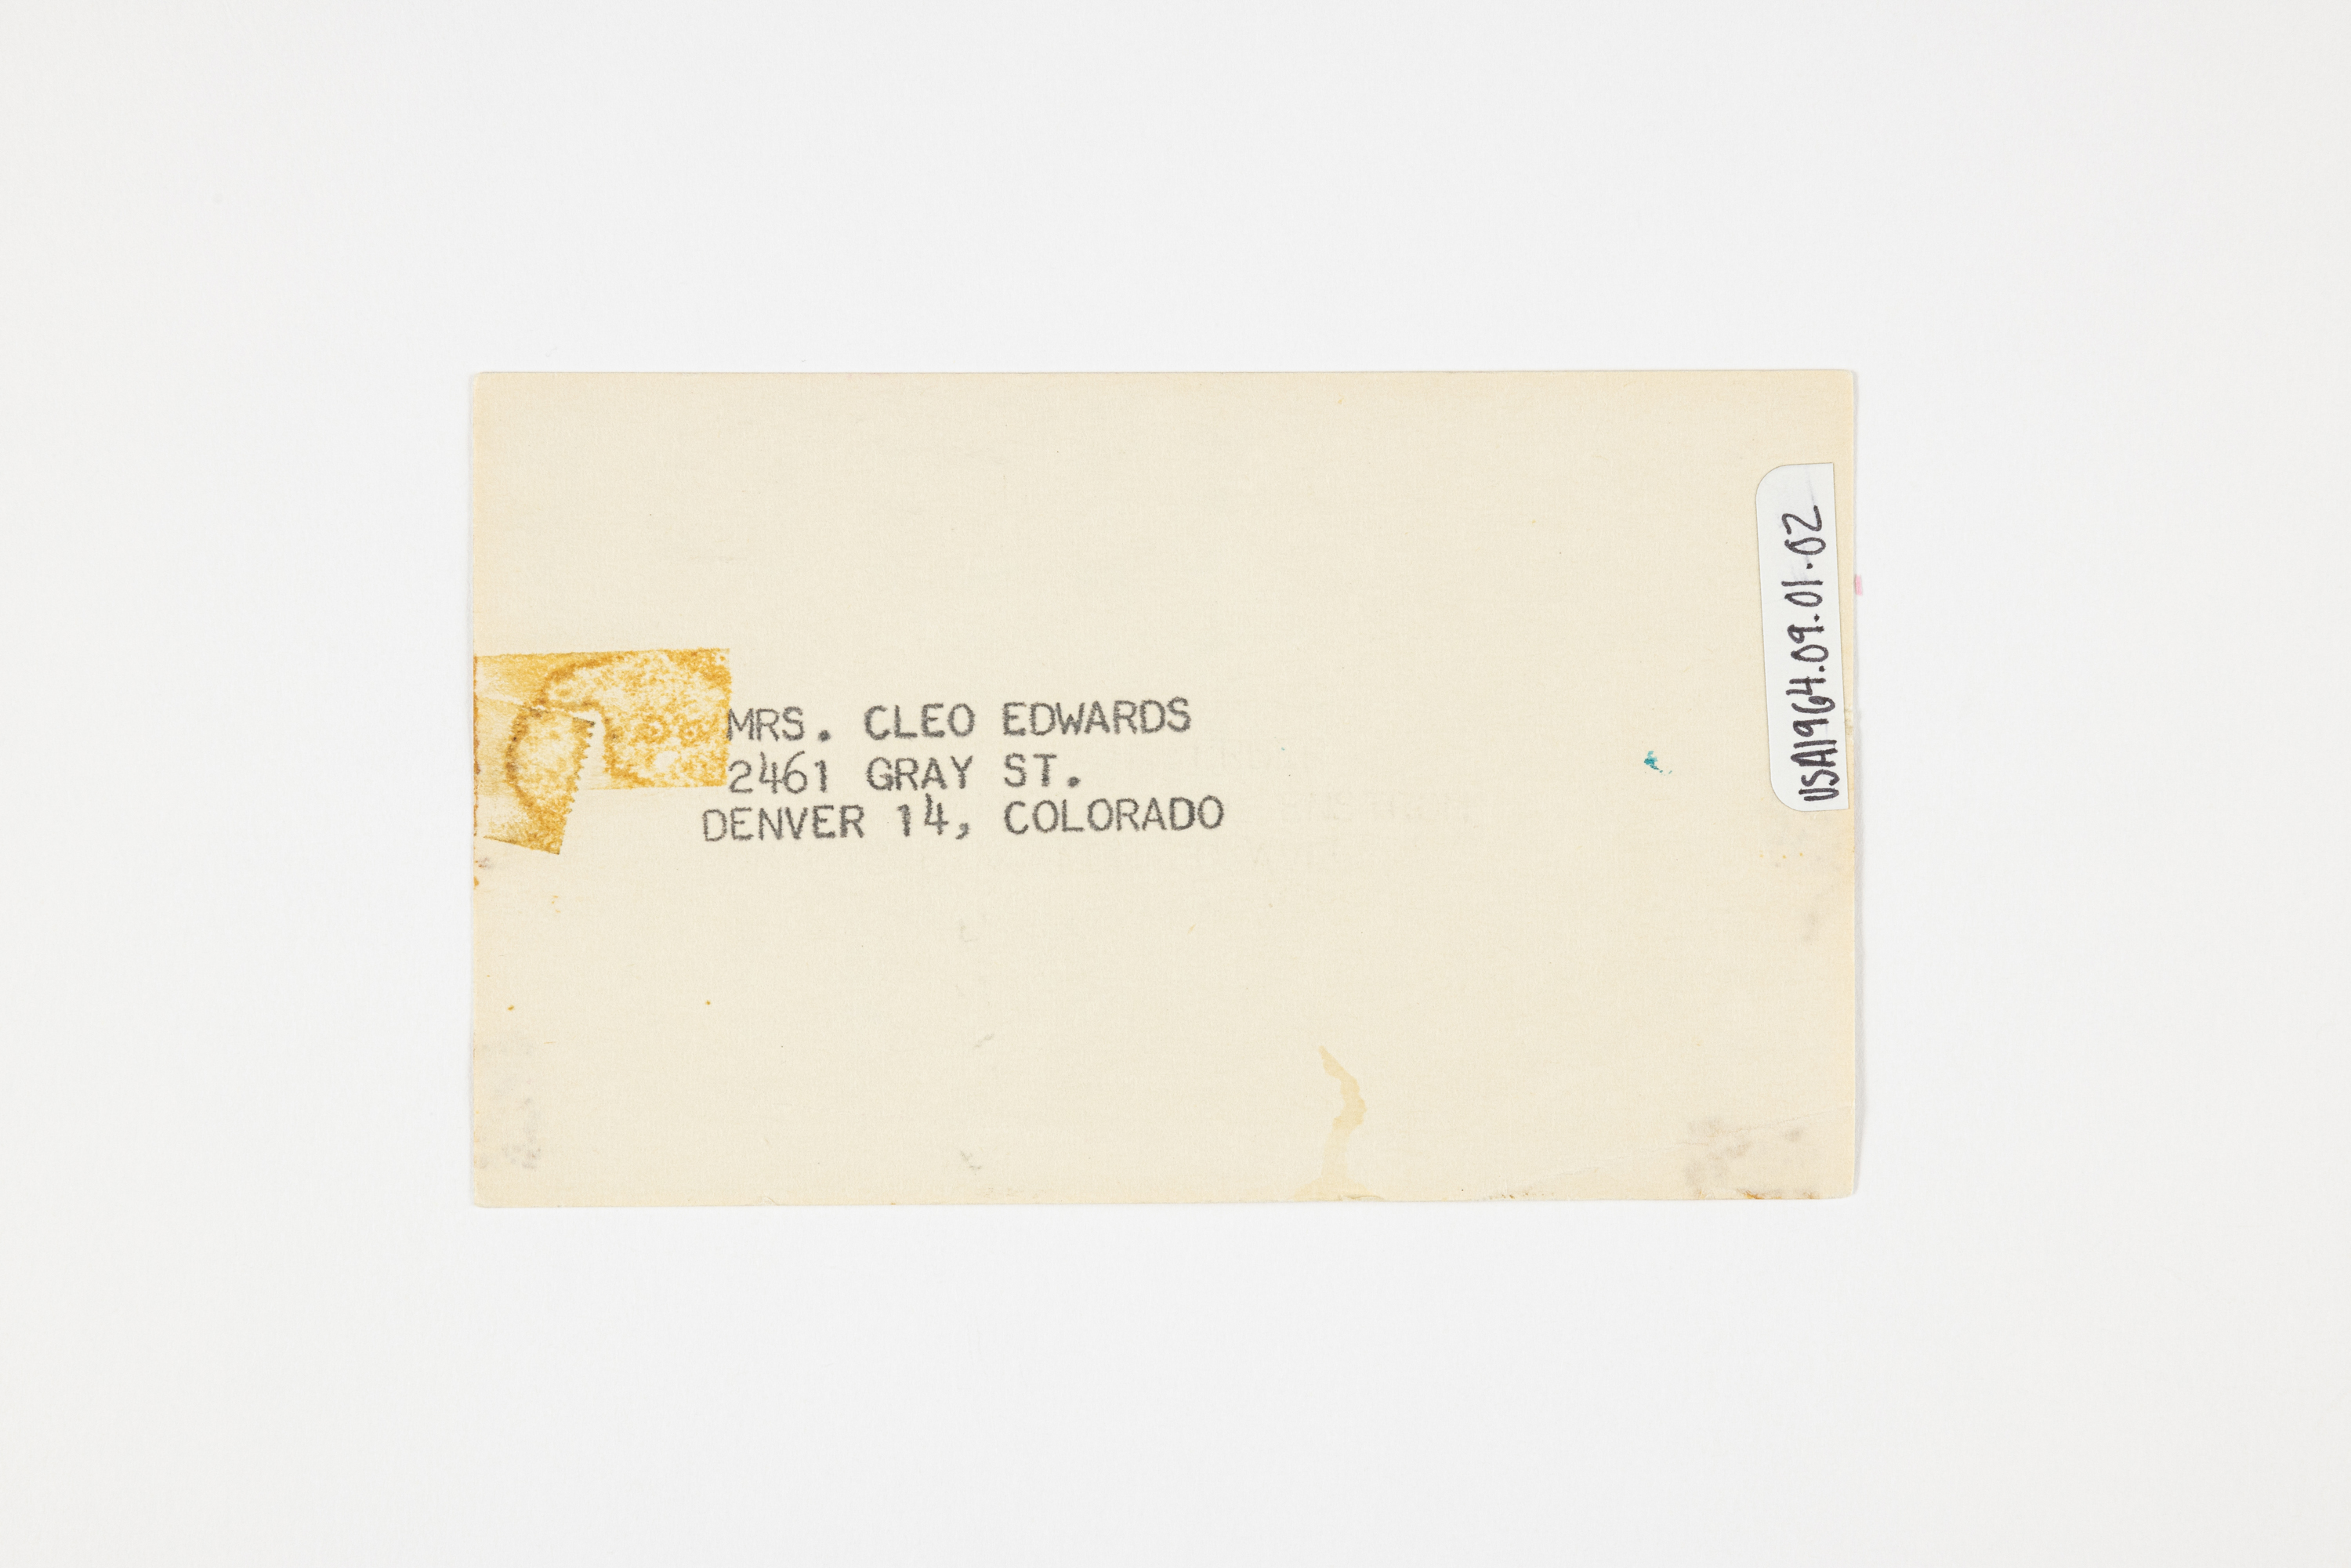 MRS. CLEO EDWARDS
2461 GRAY ST.
DENVER 14, COLORADO
USA1964.09.01.02